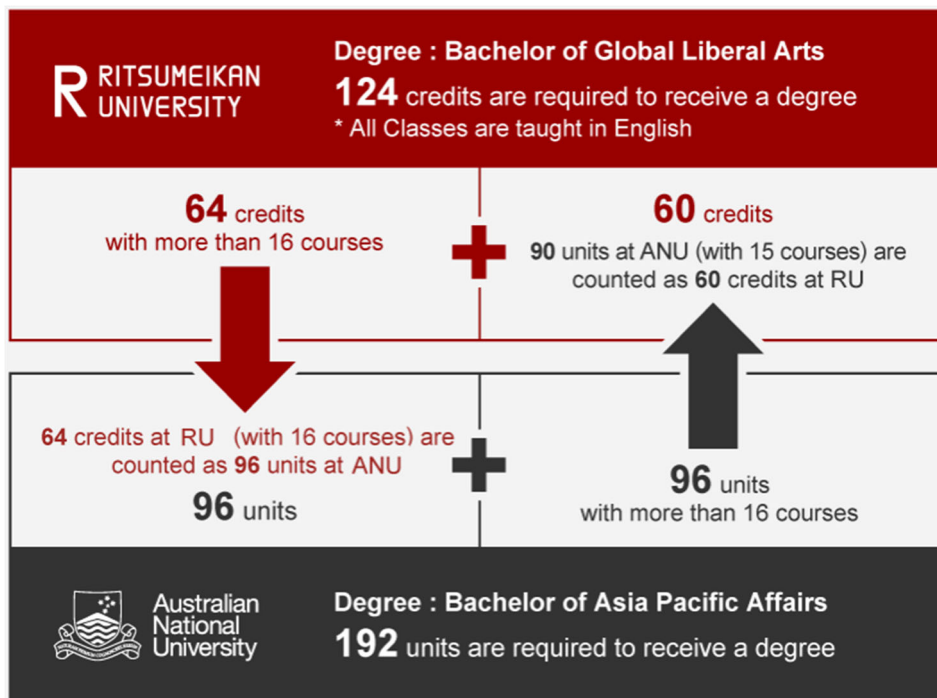 RITSUMEIKAN
UNIVERSITY
Degree : Bachelor of Global Liberal Arts
124 credits are required to receive a degree
* All Classes are taught in English
64 credits
with more than 16 courses
60 credits
90 units at ANU (with 15 courses) are
counted as 60 credits at RU
64 credits at RU (with 16 courses) are
counted as 96 units at ANU
96 units
96 units
with more than 16 courses
Australian
National
University
Degree : Bachelor of Asia Pacific Affairs
192 units are required to receive a degree